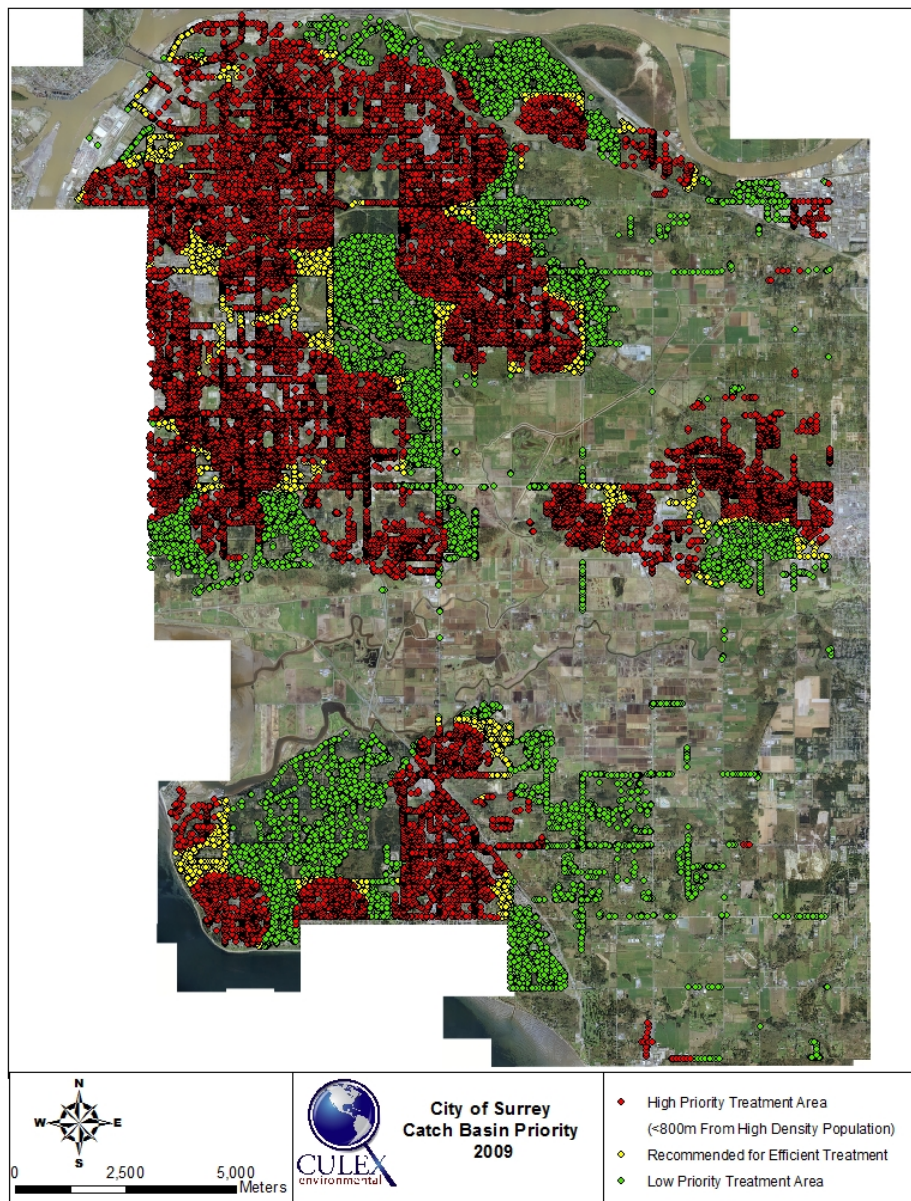 N
W
E
S
0
2,500
5,000
Meters
CULEX
environmental
City of Surrey
Catch Basin Priority
2009
High Priority Treatment Area
(<800m From High Density Population)
Recommended for Efficient Treatment
Low Priority Treatment Area